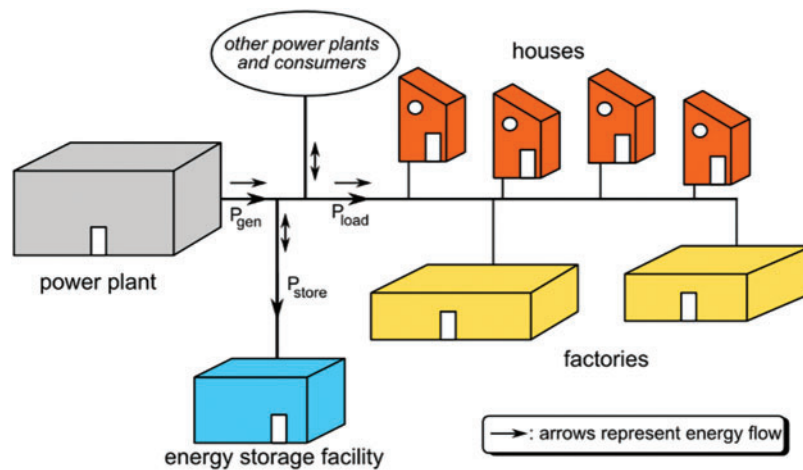 other power plants
and consumers
houses
P_gen
P_load
power plant
P_store
factories
energy storage facility
: arrows represent energy flow